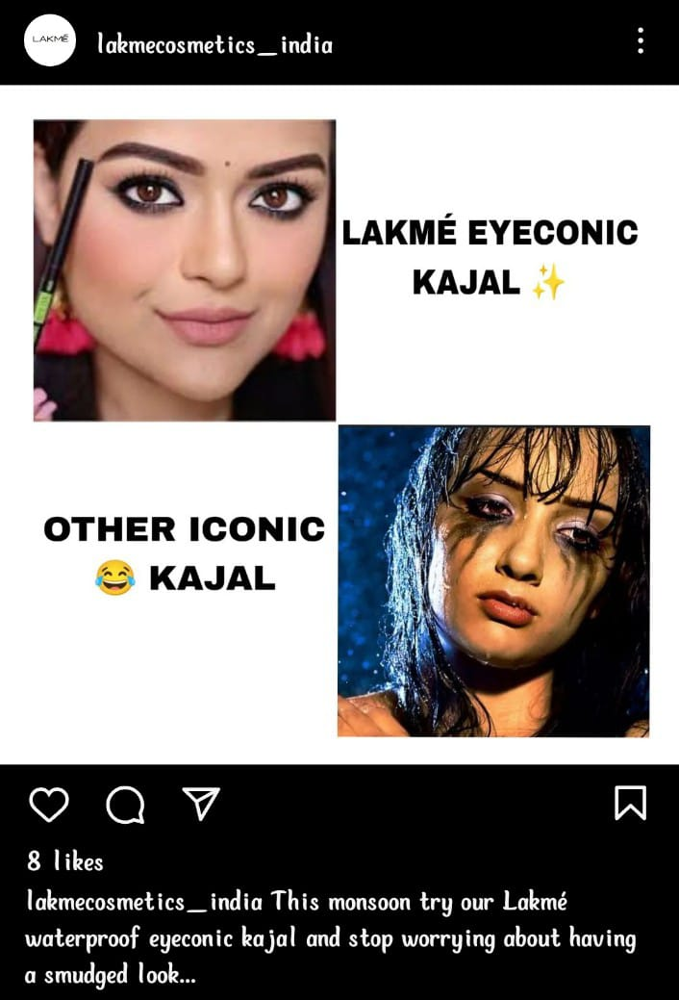 LAKMÉ
lakmecosmetics_india
LAKMÉ EYECONIC
KAJAL ✨
OTHER ICONIC
😂 KAJAL
8 likes
lakmecosmetics_india This monsoon try our Lakmé
waterproof eyeconic kajal and stop worrying about having
a smudged look...